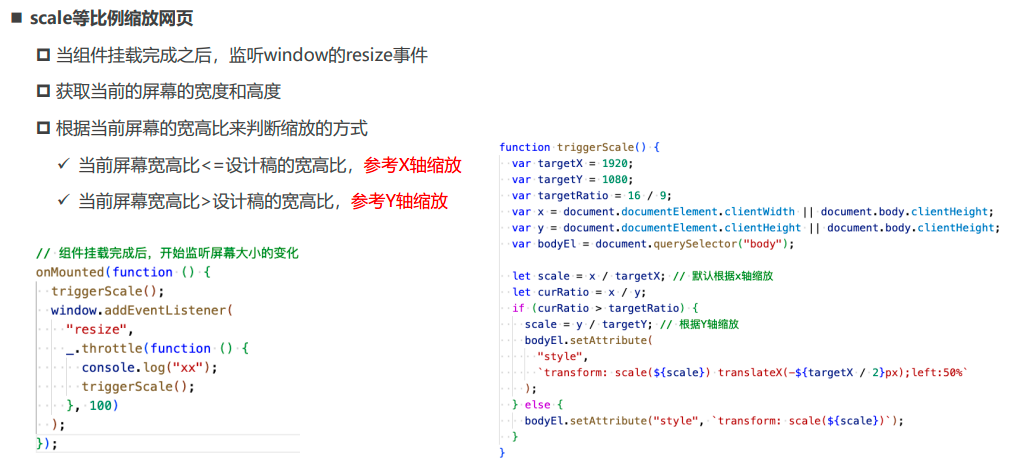 scale等比例缩放网页
当组件挂载完成之后，监听window的resize事件
获取当前的屏幕的宽度和高度
根据当前屏幕的宽高比来判断缩放的方式
当前屏幕宽高比<=设计稿的宽高比，参考X轴缩放
当前屏幕宽高比>设计稿的宽高比，参考Y轴缩放
// 组件挂载完成后，开始监听屏幕大小的变化
onMounted(function () {
  triggerScale();
  window.addEventListener(
    "resize",
    _.throttle(function () {
      console.log("xx");
      triggerScale();
    }, 100)
  );
});
function triggerScale() {
  var targetX = 1920;
  var targetY = 1080;
  var targetRatio = 16 / 9;
  var x = document.documentElement.clientWidth || document.body.clientHeight;
  var y = document.documentElement.clientHeight || document.body.clientHeight;
  var bodyEl = document.querySelector("body");

  let scale = x / targetX; // 默认根据x轴缩放
  let curRatio = x / y;
  if (curRatio > targetRatio) {
    scale = y / targetY; // 根据Y轴缩放
    bodyEl.setAttribute(
      "style",
      `transform: scale(${scale}) translateX(-${targetX / 2}px);left:50%`
    );
  } else {
    bodyEl.setAttribute("style", `transform: scale(${scale})`);
  }
}